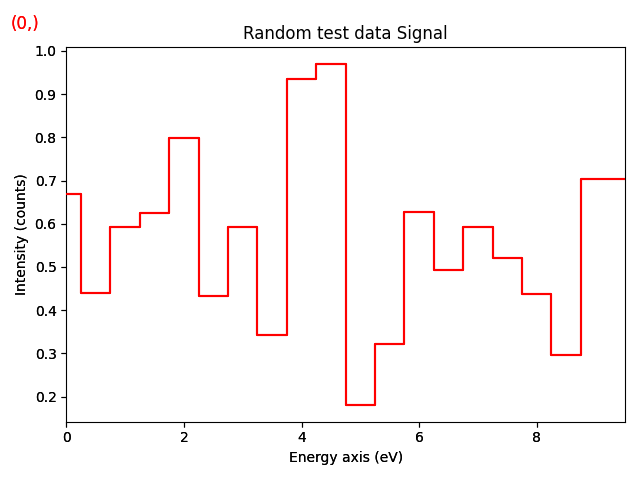 (0,)
Random test data Signal
1.0
0.9
0.8
0.7
0.6
0.5
0.4
0.3
0.2
Intensity (counts)
0 2 4 6 8
Energy axis (eV)